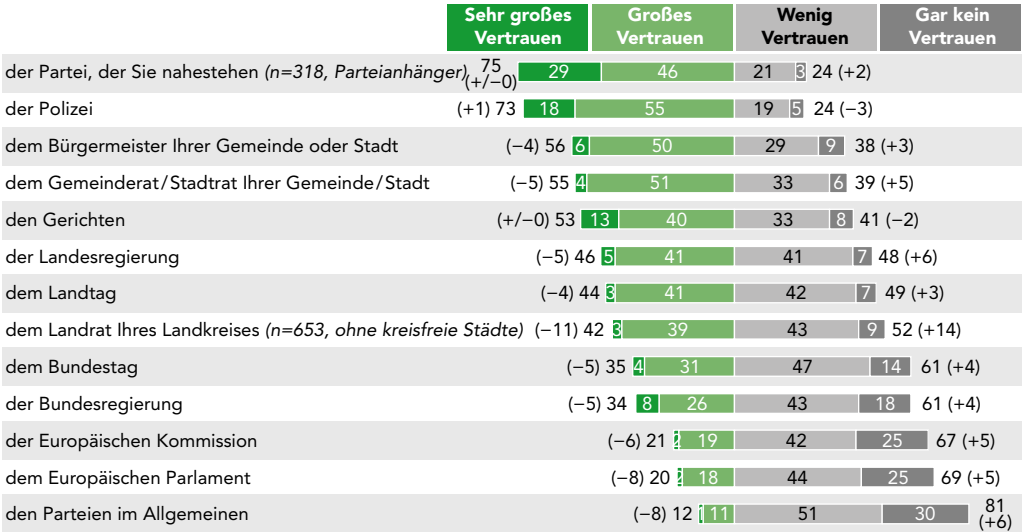 Sehr großes Vertrauen
Großes Vertrauen
Wenig Vertrauen
Gar kein Vertrauen
der Partei, der Sie nahestehen (n=318, Parteianhänger) 75 (+/−0) 29 46 21 3 24 (+2)
der Polizei (+1) 73 18 55 19 5 24 (−3)
dem Bürgermeister Ihrer Gemeinde oder Stadt (−4) 56 6 50 29 9 38 (+3)
dem Gemeinderat/Stadtrat Ihrer Gemeinde/Stadt (−5) 55 4 51 33 6 39 (+5)
den Gerichten (+/−0) 53 13 40 33 8 41 (−2)
der Landesregierung (−5) 46 5 41 41 7 48 (+6)
dem Landtag (−4) 44 3 41 42 7 49 (+3)
dem Landrat Ihres Landkreises (n=653, ohne kreisfreie Städte) (−11) 42 3 39 43 9 52 (+14)
dem Bundestag (−5) 35 4 31 47 14 61 (+4)
der Bundesregierung (−5) 34 8 26 43 18 61 (+4)
der Europäischen Kommission (−6) 21 2 19 42 25 67 (+5)
dem Europäischen Parlament (−8) 20 2 18 44 25 69 (+5)
den Parteien im Allgemeinen (−8) 12 1 11 51 30 81 (+6)